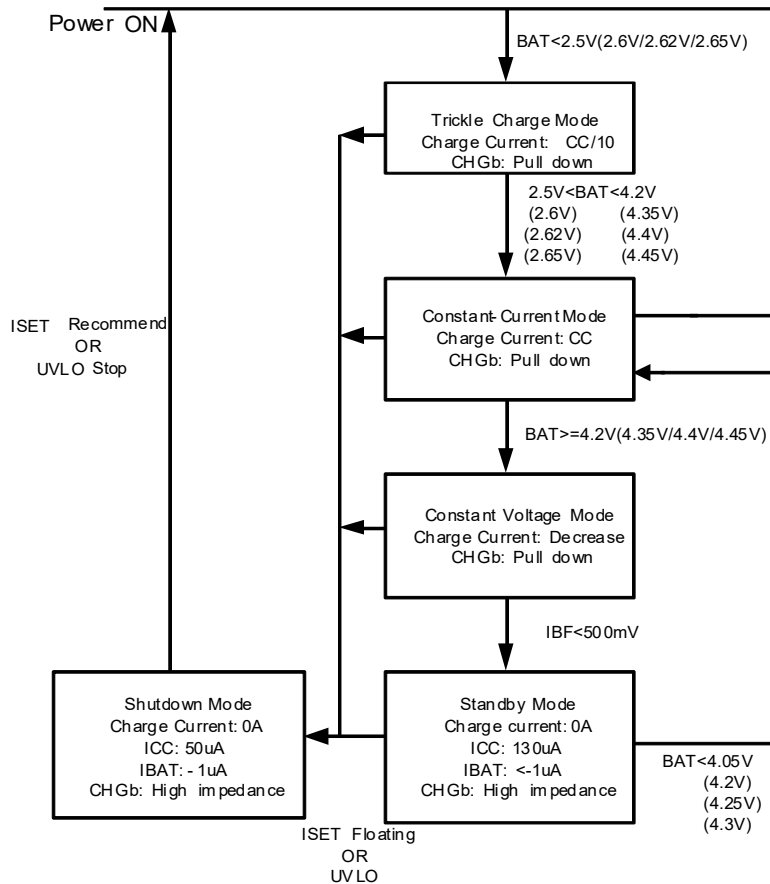 Power ON
BAT<2.5V(2.6V/2.62V/2.65V)
Trickle Charge Mode
Charge Current: CC/10
CHGb: Pull down
2.5V<BAT<4.2V
(2.6V) (4.35V)
(2.62V) (4.4V)
(2.65V) (4.45V)
ISET Recommend
OR
UVLO Stop
Constant-Current Mode
Charge Current: CC
CHGb: Pull down
BAT>=4.2V(4.35V/4.4V/4.45V)
Constant Voltage Mode
Charge Current: Decrease
CHGb: Pull down
IBF<500mV
Shutdown Mode
Charge Current: 0A
ICC: 50uA
IBAT: -1uA
CHGb: High impedance
Standby Mode
Charge current: 0A
ICC: 130uA
IBAT: <-1uA
CHGb: High impedance
BAT<4.05V
(4.2V)
(4.25V)
(4.3V)
ISET Floating
OR
UVLO